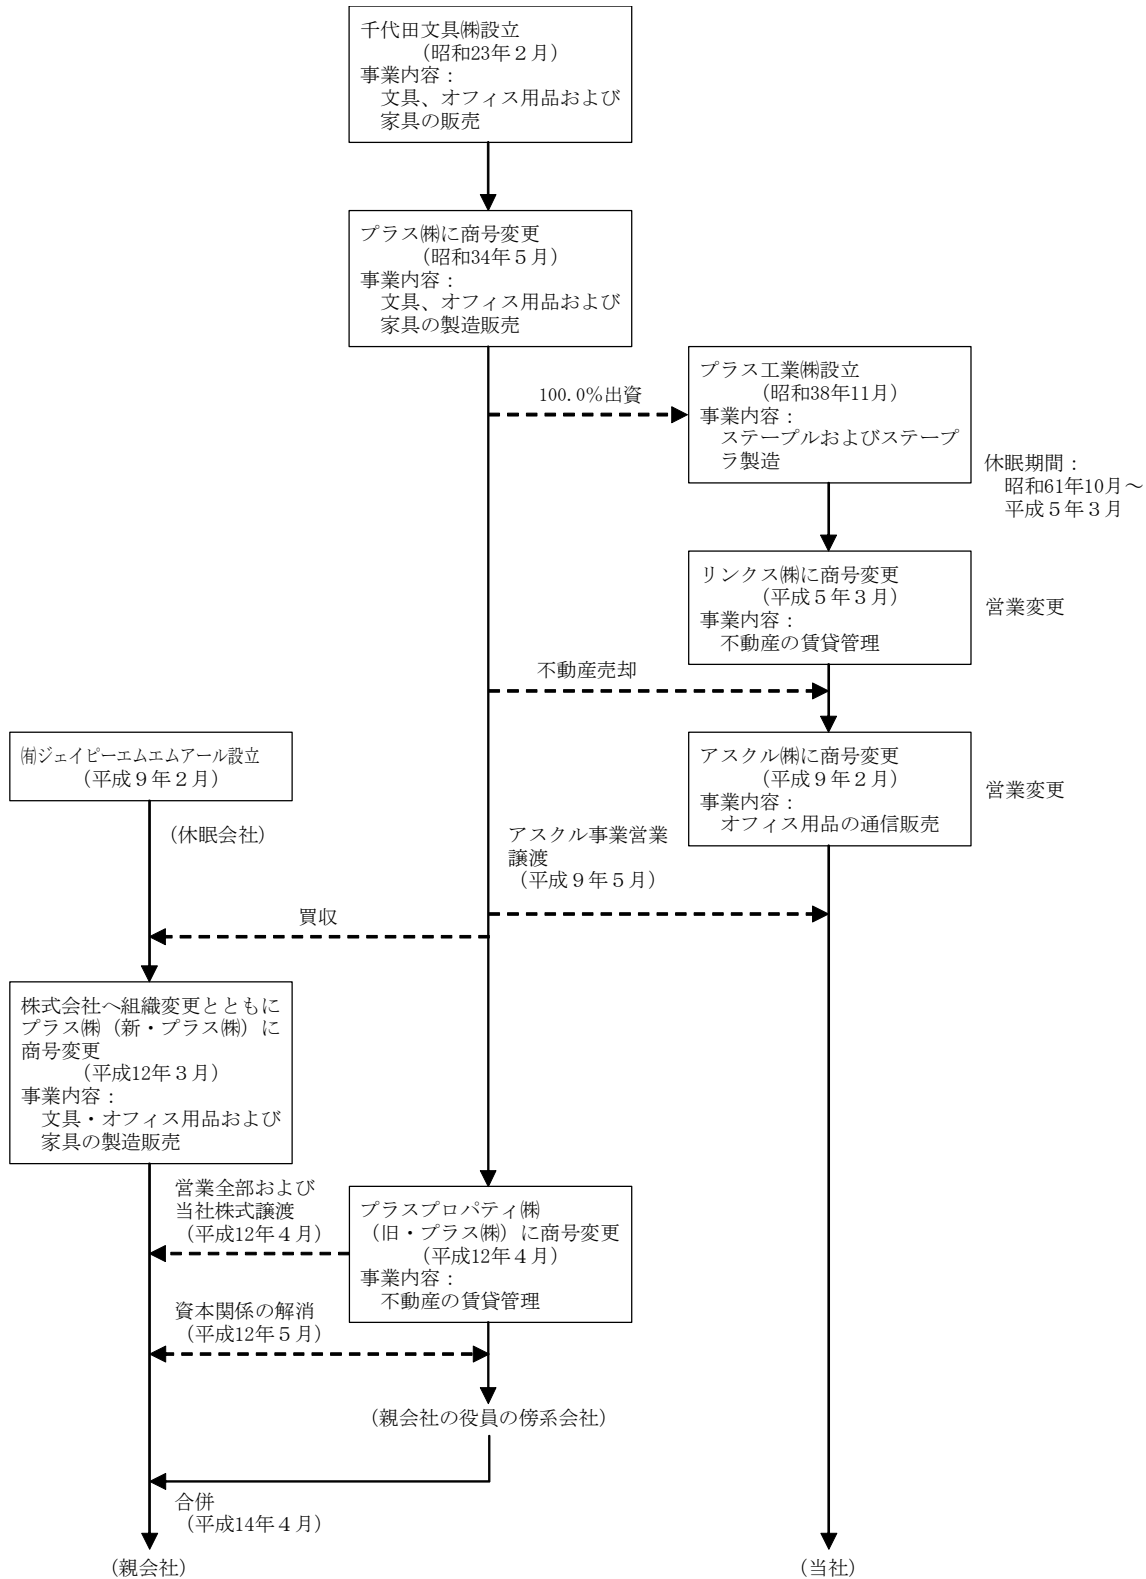 千代田文具㈱設立
(昭和23年2月)
事業内容：
文具、オフィス用品および
家具の販売
プラス㈱に商号変更
(昭和34年5月)
事業内容：
文具、オフィス用品および
家具の製造販売
100.0%出資
プラス工業㈱設立
(昭和38年11月)
事業内容：
ステープルおよびステープ
ラ製造
休眠期間：
昭和61年10月～
平成5年3月
リンクス㈱に商号変更
(平成5年3月)
事業内容：
不動産の賃貸管理
営業変更
不動産売却
㈲ジェイピーエムエムアール設立
(平成9年2月)
アスクル㈱に商号変更
(平成9年2月)
事業内容：
オフィス用品の通信販売
営業変更
(休眠会社)
アスクル事業営業
譲渡
(平成9年5月)
買収
株式会社へ組織変更とともに
プラス㈱（新・プラス㈱）に
商号変更
(平成12年3月)
事業内容：
文具・オフィス用品および
家具の製造販売
営業全部および
当社株式譲渡
(平成12年4月)
プラスプロパティ㈱
（旧・プラス㈱）に商号変更
(平成12年4月)
事業内容：
不動産の賃貸管理
資本関係の解消
(平成12年5月)
(親会社の役員の傍系会社)
合併
(平成14年4月)
(親会社)
(当社)